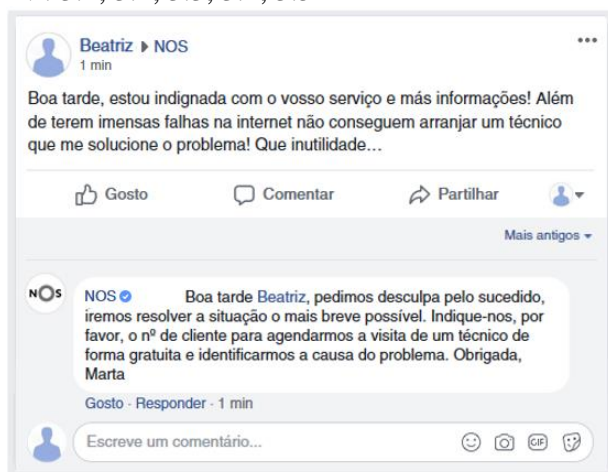 Beatriz ▸ NOS
1 min
Boa tarde, estou indignada com o vosso serviço e más informações! Além
de terem imensas falhas na internet não conseguem arranjar um técnico
que me solucione o problema! Que inutilidade…
Gosto Comentar Partilhar
Mais antigos
NOS
NOS Boa tarde Beatriz, pedimos desculpa pelo sucedido,
iremos resolver a situação o mais breve possível. Indique-nos, por
favor, o nº de cliente para agendarmos a visita de um técnico de
forma gratuita e identificarmos a causa do problema. Obrigada,
Marta
Gosto · Responder · 1 min
Escreve um comentário... GIF